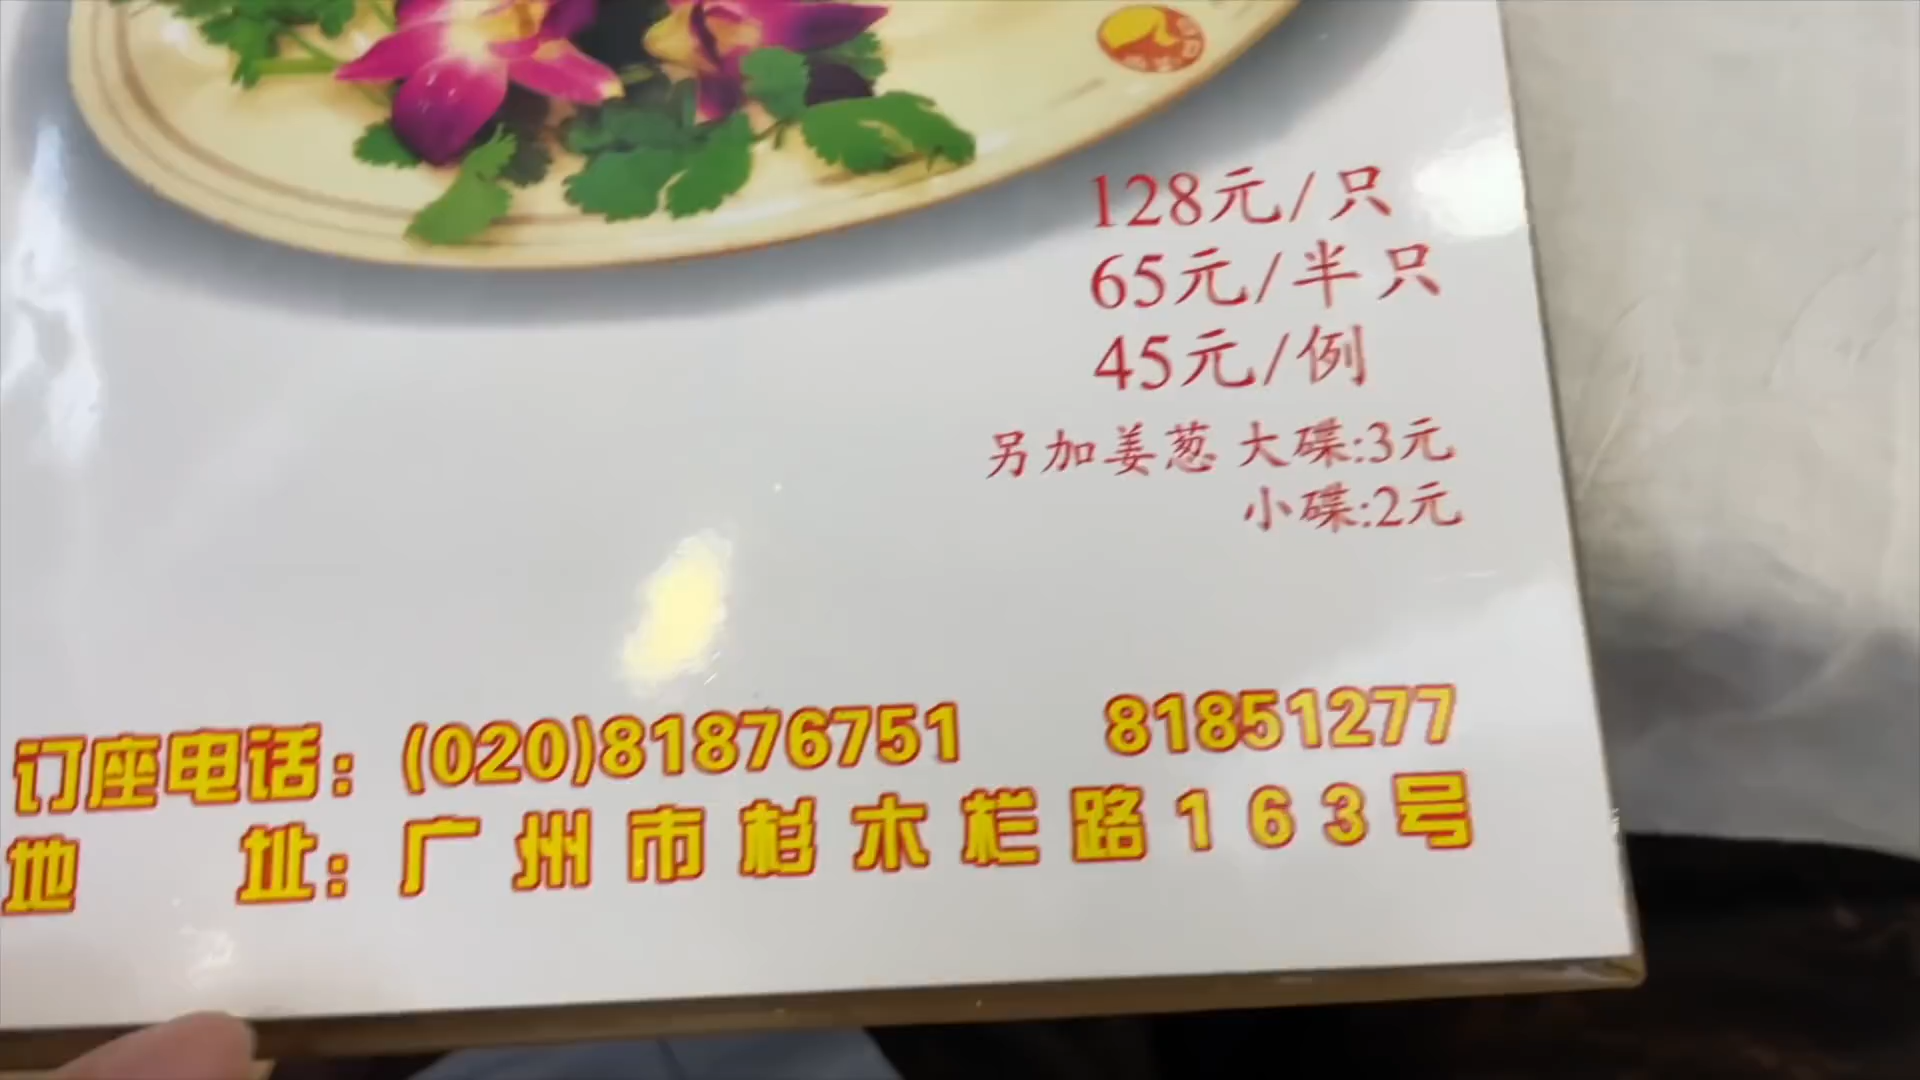 128元/只
65元/半只
45元/例
另加姜葱 大碟:3元
小碟:2元
订座电话：(020)81876751 81851277
地 址：广州市杉木栏路163号